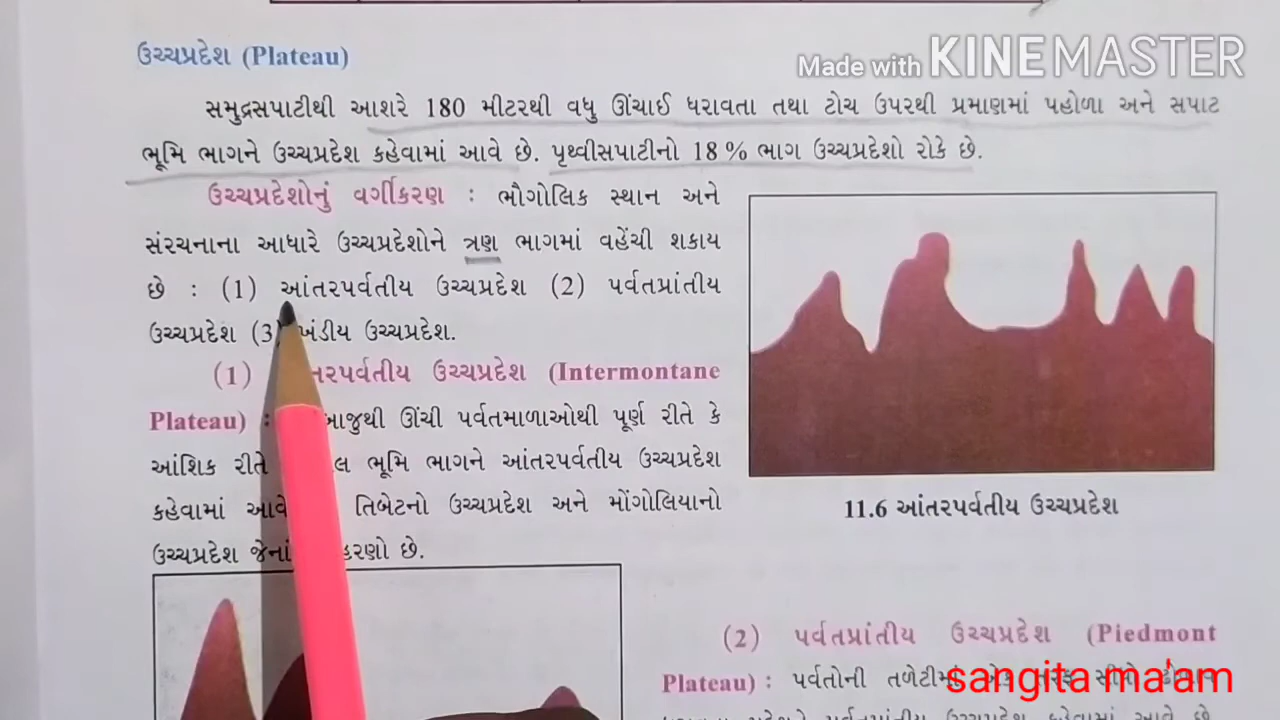 ઉચ્ચપ્રદેશ (Plateau)
Made with KINEMASTER
સમુદ્રસપાટીથી આશરે 180 મીટરથી વધુ ઊંચાઈ ધરાવતા તથા ટોચ ઉપરથી પ્રમાણમાં પહોળા અને સપાટ
ભૂમિ ભાગને ઉચ્ચપ્રદેશ કહેવામાં આવે છે. પૃથ્વીસપાટીનો 18 % ભાગ ઉચ્ચપ્રદેશો રોકે છે.
ઉચ્ચપ્રદેશોનું વર્ગીકરણ : ભૌગોલિક સ્થાન અને
સંરચનાના આધારે ઉચ્ચપ્રદેશોને ત્રણ ભાગમાં વહેંચી શકાય
છે : (1) આંતરપર્વતીય ઉચ્ચપ્રદેશ (2) પર્વતપ્રાંતીય
ઉચ્ચપ્રદેશ (3) ખંડીય ઉચ્ચપ્રદેશ.
(1) ઉચ્ચપ્રદેશ (Intermontane
Plateau) : ઊંચી પર્વતમાળાઓથી પૂર્ણ રીતે કે
આંશિક રીતે ભૂમિ ભાગને આંતરપર્વતીય ઉચ્ચપ્રદેશ
કહેવામાં તિબેટનો ઉચ્ચપ્રદેશ અને મોંગોલિયાનો
ઉચ્ચપ્રદેશ છે.
11.6 આંતરપર્વતીય ઉચ્ચપ્રદેશ
(2) પર્વતપ્રાંતીય ઉચ્ચપ્રદેશ (Piedmont
Plateau) : પર્વતોની
sangita ma'am